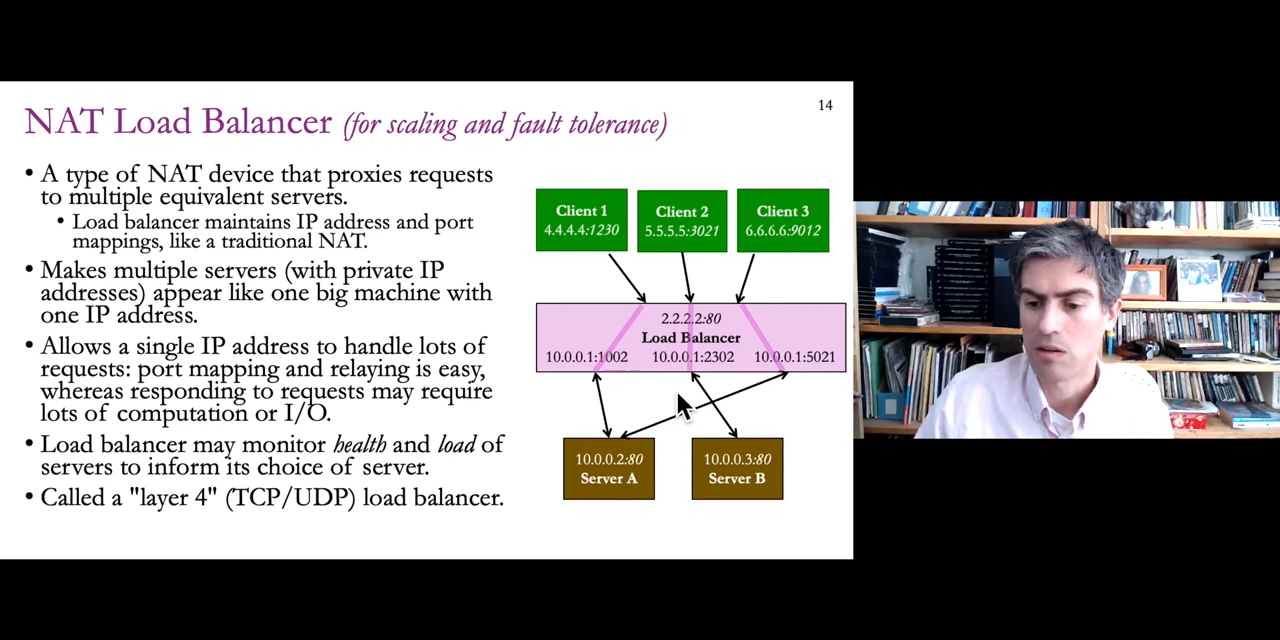 14
NAT Load Balancer (for scaling and fault tolerance)
• A type of NAT device that proxies requests
to multiple equivalent servers.
• Load balancer maintains IP address and port
mappings, like a traditional NAT.
• Makes multiple servers (with private IP
addresses) appear like one big machine with
one IP address.
• Allows a single IP address to handle lots of
requests: port mapping and relaying is easy,
whereas responding to requests may require
lots of computation or I/O.
• Load balancer may monitor health and load of
servers to inform its choice of server.
• Called a "layer 4" (TCP/UDP) load balancer.
Client 1
4.4.4.4:1230
Client 2
5.5.5.5:3021
Client 3
6.6.6.6:9012
2.2.2.2:80
Load Balancer
10.0.0.1:1002 10.0.0.1:2302 10.0.0.1:5021
10.0.0.2:80
Server A
10.0.0.3:80
Server B